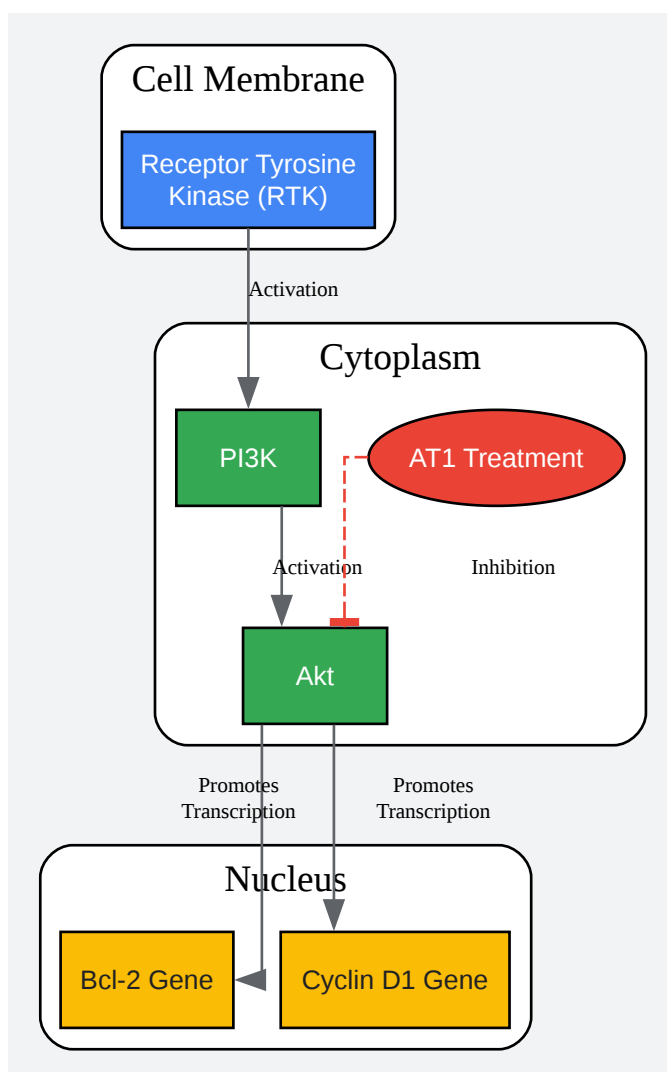 Cell Membrane
Receptor Tyrosine
Kinase (RTK)
Activation
Cytoplasm
PI3K
AT1 Treatment
Activation
Inhibition
Akt
Promotes
Transcription
Promotes
Transcription
Nucleus
Bcl-2 Gene
Cyclin D1 Gene